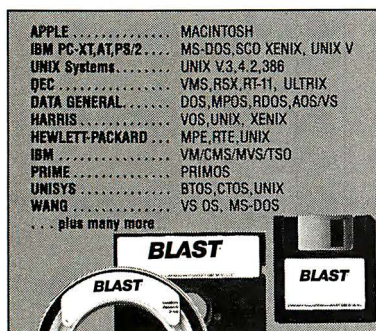 APPLE .............. MACINTOSH
IBM PC-XT,AT,PS/2 .... MS-DOS,SCO XENIX, UNIX V
UNIX Systems........ UNIX V.3,4.2,386
DEC ................ VMS,RSX,RT-11, ULTRIX
DATA GENERAL...... DOS,MPOS,RDOS,AOS/VS
HARRIS ............. VOS,UNIX, XENIX
HEWLETT-PACKARD ... MPE,RTE,UNIX
IBM ................ VM/CMS/MVS/TSO
PRIME .............. PRIMOS
UNISYS ............. BTOS,CTOS,UNIX
WANG ............... VS OS, MS-DOS
. . . plus many more
BLAST
BLAST
BLAST